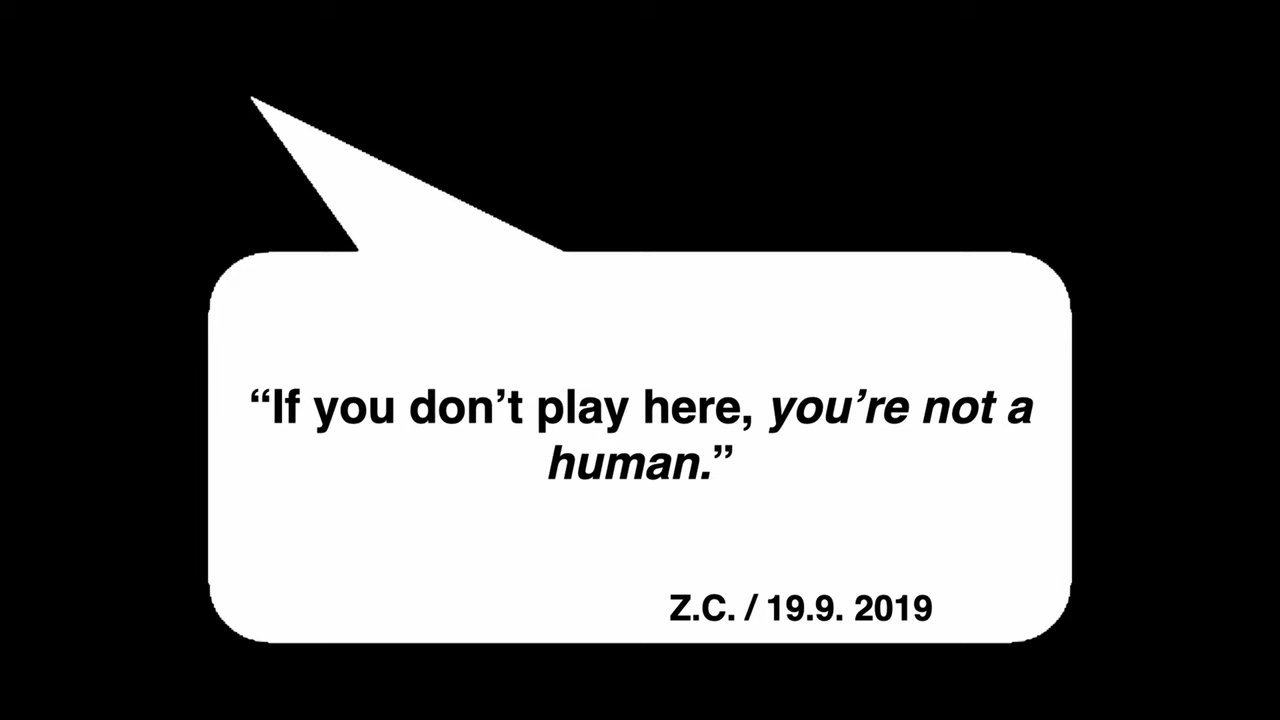 “If you don’t play here, you’re not a
human.”
Z.C. / 19.9. 2019